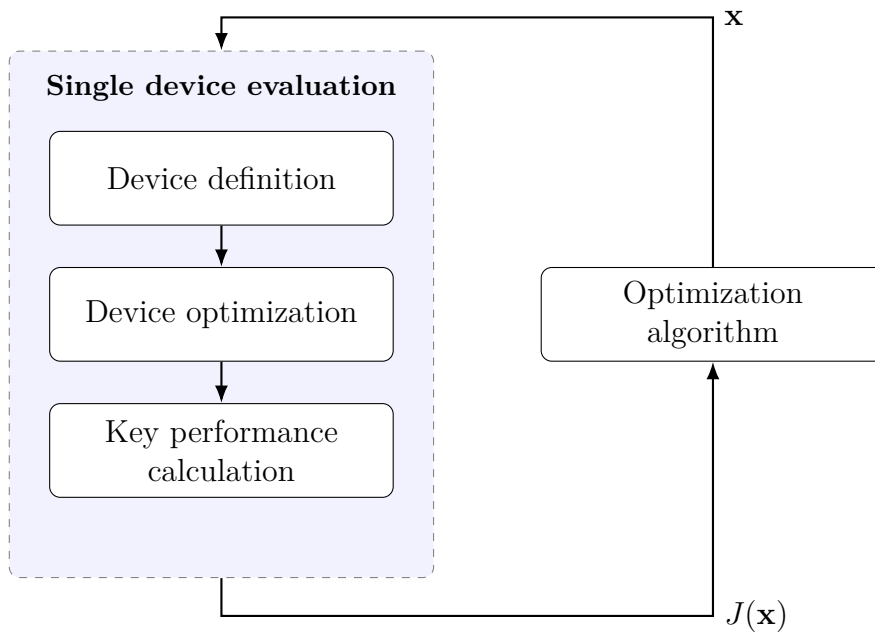 x
Single device evaluation
Device definition
Device optimization
Key performance
calculation
Optimization
algorithm
J(x)